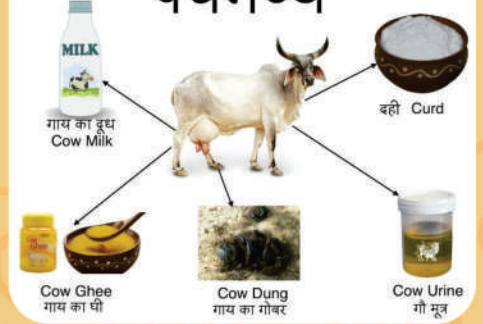 MILK
गाय का दूध
Cow Milk
दही Curd
Cow Ghee
गाय का घी
Cow Dung
गाय का गोबर
Cow Urine
गौ मूत्र